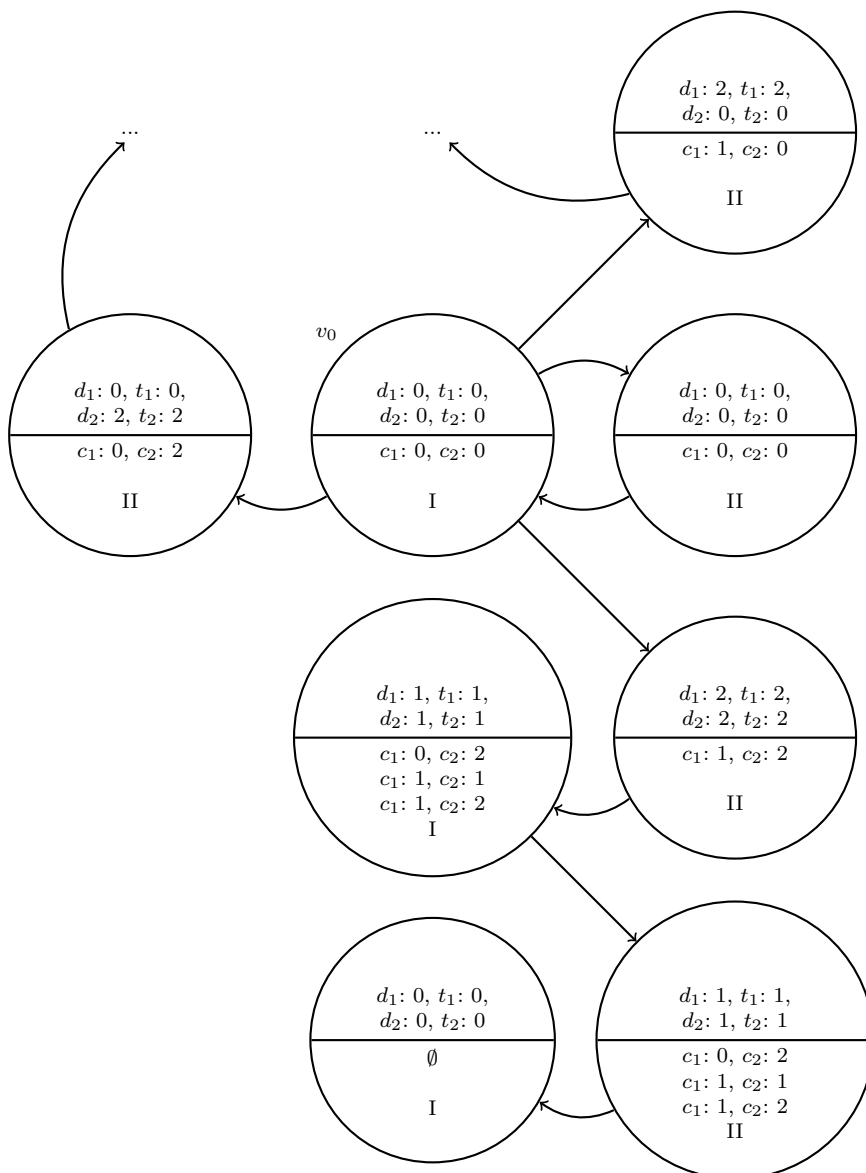 ...
...
d₁: 2, t₁: 2,
d₂: 0, t₂: 0
c₁: 1, c₂: 0
II
d₁: 0, t₁: 0,
d₂: 2, t₂: 2
c₁: 0, c₂: 2
II
v₀
d₁: 0, t₁: 0,
d₂: 0, t₂: 0
c₁: 0, c₂: 0
I
d₁: 0, t₁: 0,
d₂: 0, t₂: 0
c₁: 0, c₂: 0
II
d₁: 1, t₁: 1,
d₂: 1, t₂: 1
c₁: 0, c₂: 2
c₁: 1, c₂: 1
c₁: 1, c₂: 2
I
d₁: 2, t₁: 2,
d₂: 2, t₂: 2
c₁: 1, c₂: 2
II
d₁: 0, t₁: 0,
d₂: 0, t₂: 0
∅
I
d₁: 1, t₁: 1,
d₂: 1, t₂: 1
c₁: 0, c₂: 2
c₁: 1, c₂: 1
c₁: 1, c₂: 2
II